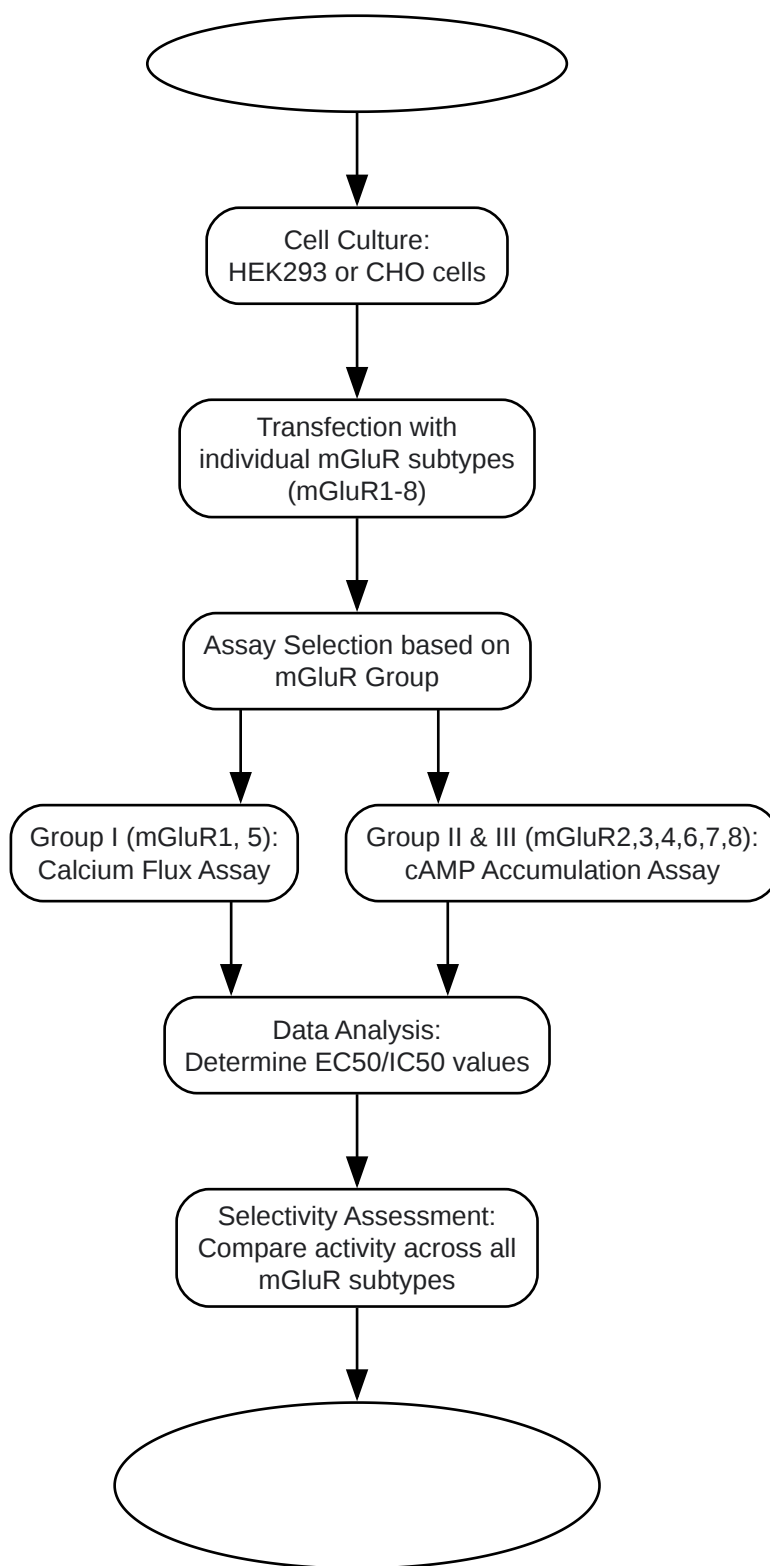 Cell Culture:
HEK293 or CHO cells
Transfection with
individual mGluR subtypes
(mGluR1-8)
Assay Selection based on
mGluR Group
Group I (mGluR1, 5):
Calcium Flux Assay
Group II & III (mGluR2,3,4,6,7,8):
cAMP Accumulation Assay
Data Analysis:
Determine EC50/IC50 values
Selectivity Assessment:
Compare activity across all
mGluR subtypes